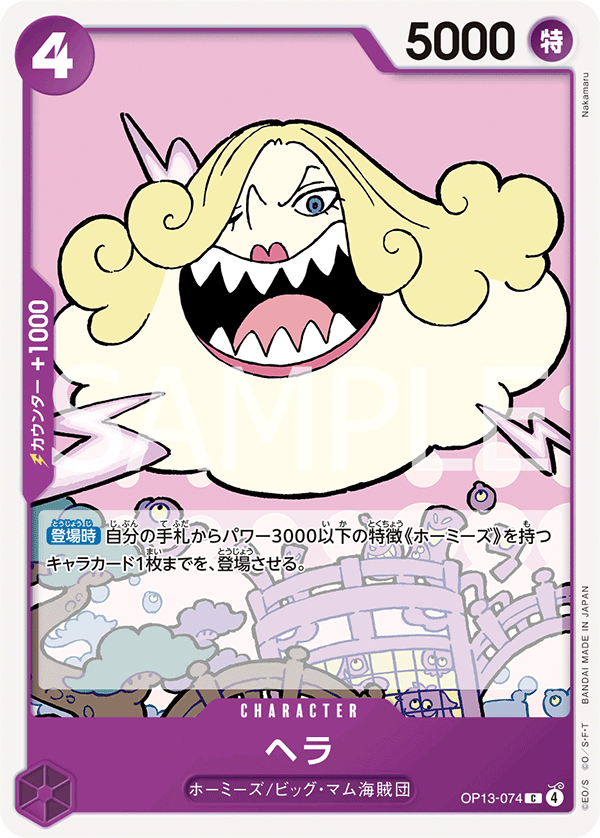 4
5000 特
Nakamaru
カウンター +1000
SAMPLE
登場時 自分の手札からパワー3000以下の特徴《ホーミーズ》を持つ
キャラカード1枚までを、登場させる。
CHARACTER
ヘラ
ホーミーズ/ビッグ・マム海賊団
OP13-074 C 4
©EO/S ©O/S・F・T BANDAI MADE IN JAPAN